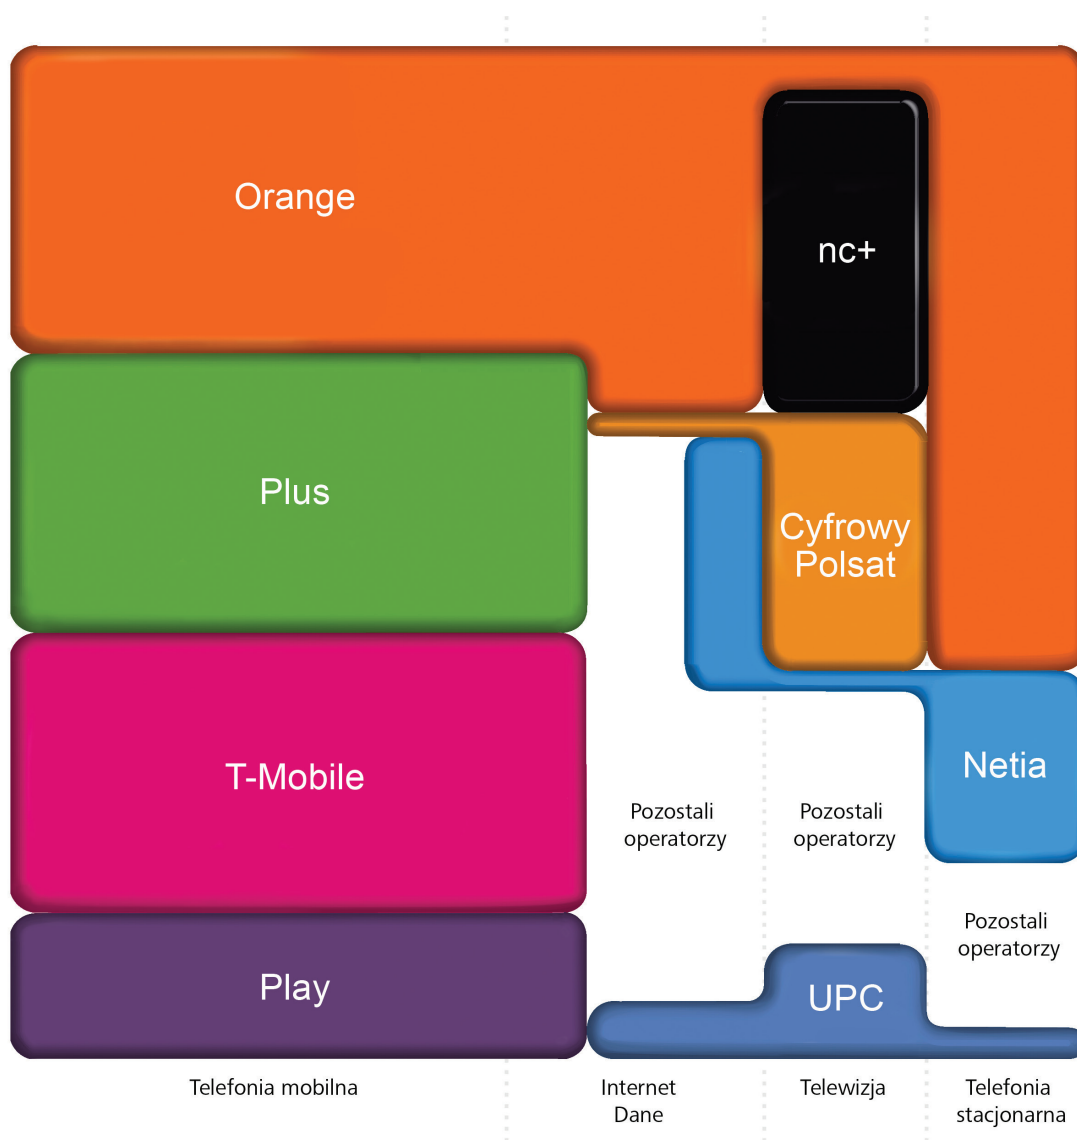 Orange
nc+
Plus
Cyfrowy
Polsat
T-Mobile
Netia
Pozostali
operatorzy
Pozostali
operatorzy
Pozostali
operatorzy
Play
UPC
Telefonia mobilna
Internet
Dane
Telewizja
Telefonia
stacjonarna